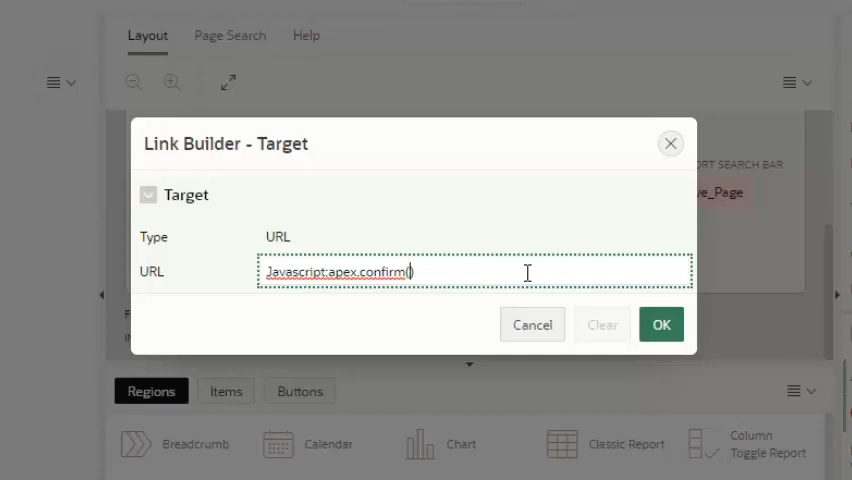 Layout Page Search Help
Link Builder - Target
ORT SEARCH BAR
Target
ve_Page
Type URL
URL Javascript:apex.confirm()
Cancel Clear OK
Regions Items Buttons
Breadcrumb Calendar Chart Classic Report Column
Toggle Report